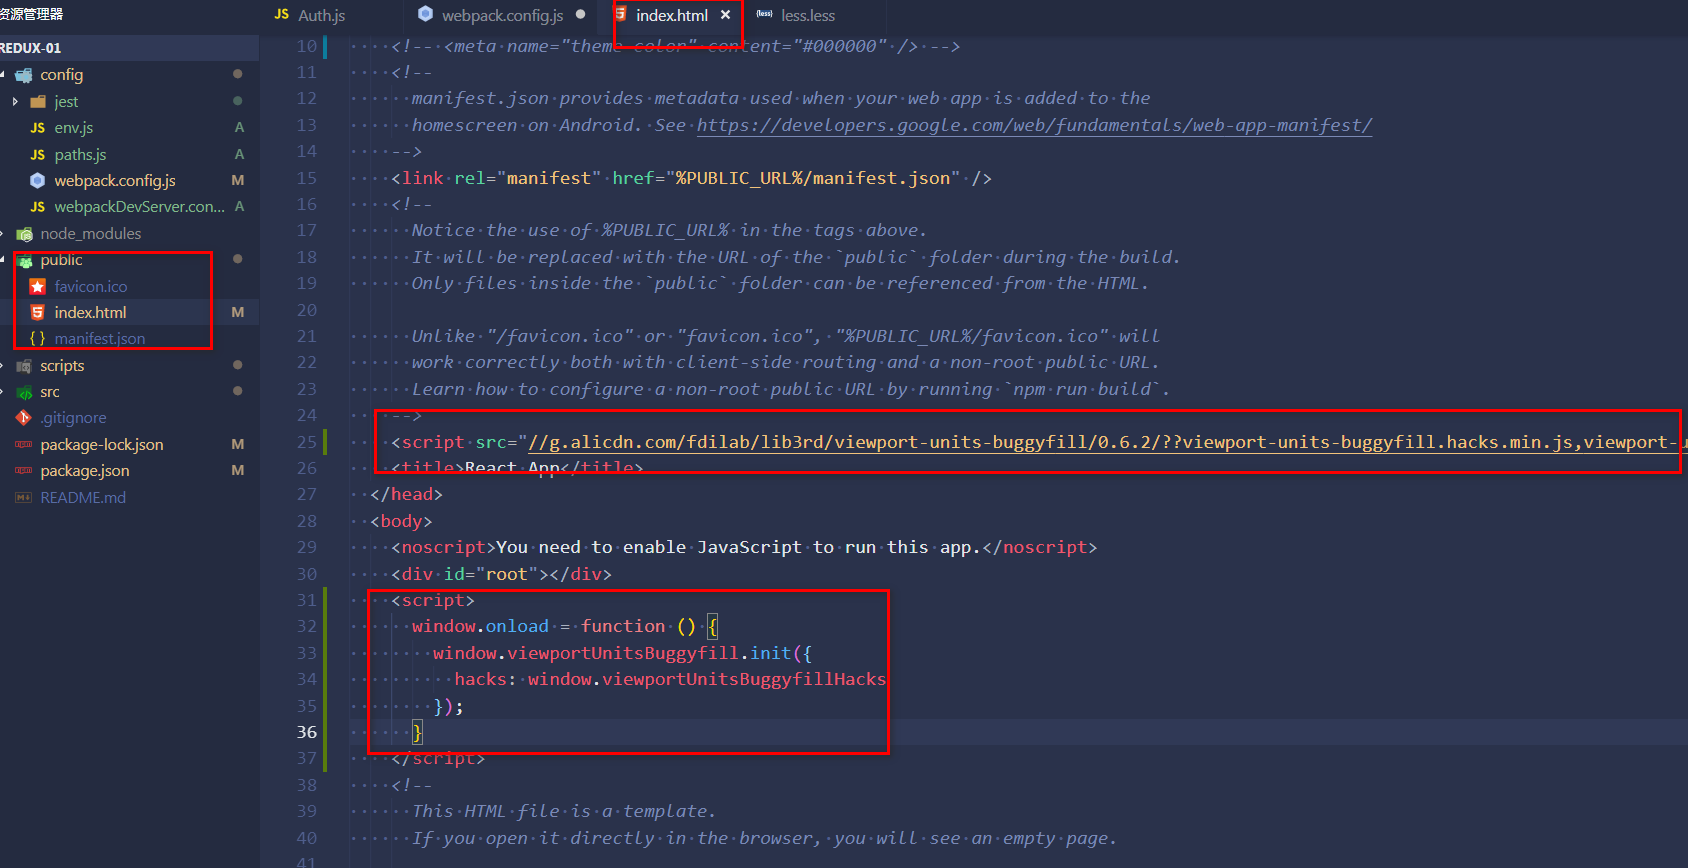 资源管理器
JS Auth.js
webpack.config.js
index.html
{less} less.less
REDUX-01
config
jest
JS env.js A
JS paths.js A
webpack.config.js M
JS webpackDevServer.con... A
node_modules
public
favicon.ico
index.html M
{ } manifest.json
scripts
src
.gitignore
package-lock.json M
package.json M
README.md
10 <!-- <meta name="theme-color" content="#000000" /> -->
11 <!--
12 manifest.json provides metadata used when your web app is added to the
13 homescreen on Android. See https://developers.google.com/web/fundamentals/web-app-manifest/
14 -->
15 <link rel="manifest" href="%PUBLIC_URL%/manifest.json" />
16 <!--
17 Notice the use of %PUBLIC_URL% in the tags above.
18 It will be replaced with the URL of the `public` folder during the build.
19 Only files inside the `public` folder can be referenced from the HTML.
20
21 Unlike "/favicon.ico" or "favicon.ico", "%PUBLIC_URL%/favicon.ico" will
22 work correctly both with client-side routing and a non-root public URL.
23 Learn how to configure a non-root public URL by running `npm run build`.
24 -->
25 <script src="//g.alicdn.com/fdilab/lib3rd/viewport-units-buggyfill/0.6.2/??viewport-units-buggyfill.hacks.min.js,viewport-u
26 <title>React App</title>
27 </head>
28 <body>
29 <noscript>You need to enable JavaScript to run this app.</noscript>
30 <div id="root"></div>
31 <script>
32 window.onload = function () {
33 window.viewportUnitsBuggyfill.init({
34 hacks: window.viewportUnitsBuggyfillHacks
35 });
36 }
37 </script>
38 <!--
39 This HTML file is a template.
40 If you open it directly in the browser, you will see an empty page.
41